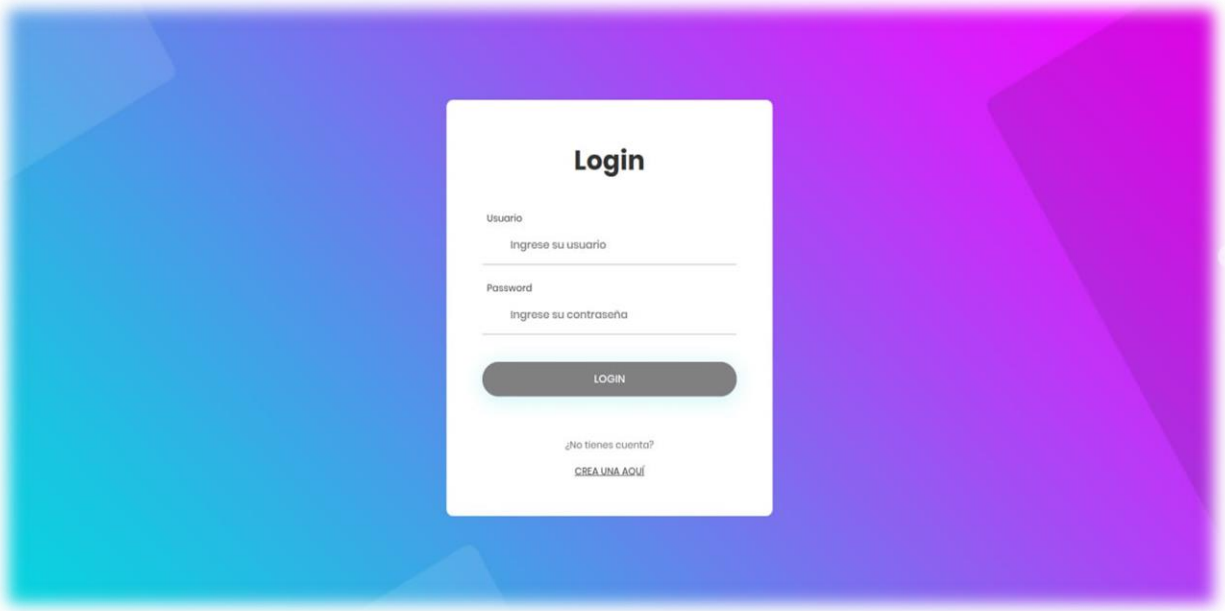 Login
Usuario
Ingrese su usuario
Password
Ingrese su contraseña
LOGIN
¿No tienes cuenta?
CREA UNA AQUÍ